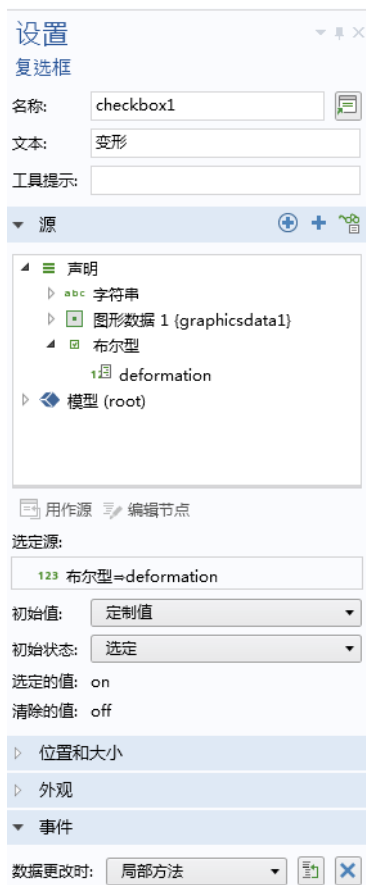 设置
复选框
名称: checkbox1
文本: 变形
工具提示:
源
声明
abc 字符串
图形数据 1 {graphicsdata1}
布尔型
deformation
模型 (root)
用作源 编辑节点
选定源:
123 布尔型⇒deformation
初始值: 定制值
初始状态: 选定
选定的值: on
清除的值: off
位置和大小
外观
事件
数据更改时: 局部方法